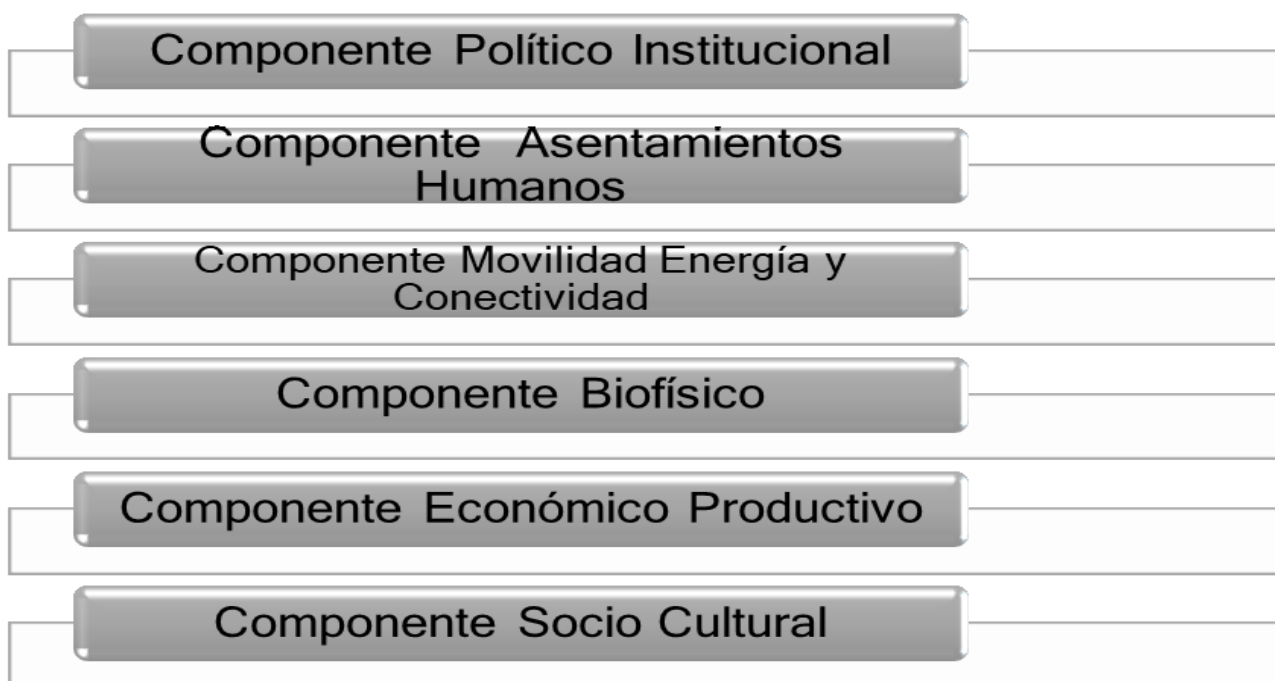 Componente Político Institucional
Componente Asentamientos
Humanos
Componente Movilidad Energía y
Conectividad
Componente Biofísico
Componente Económico Productivo
Componente Socio Cultural